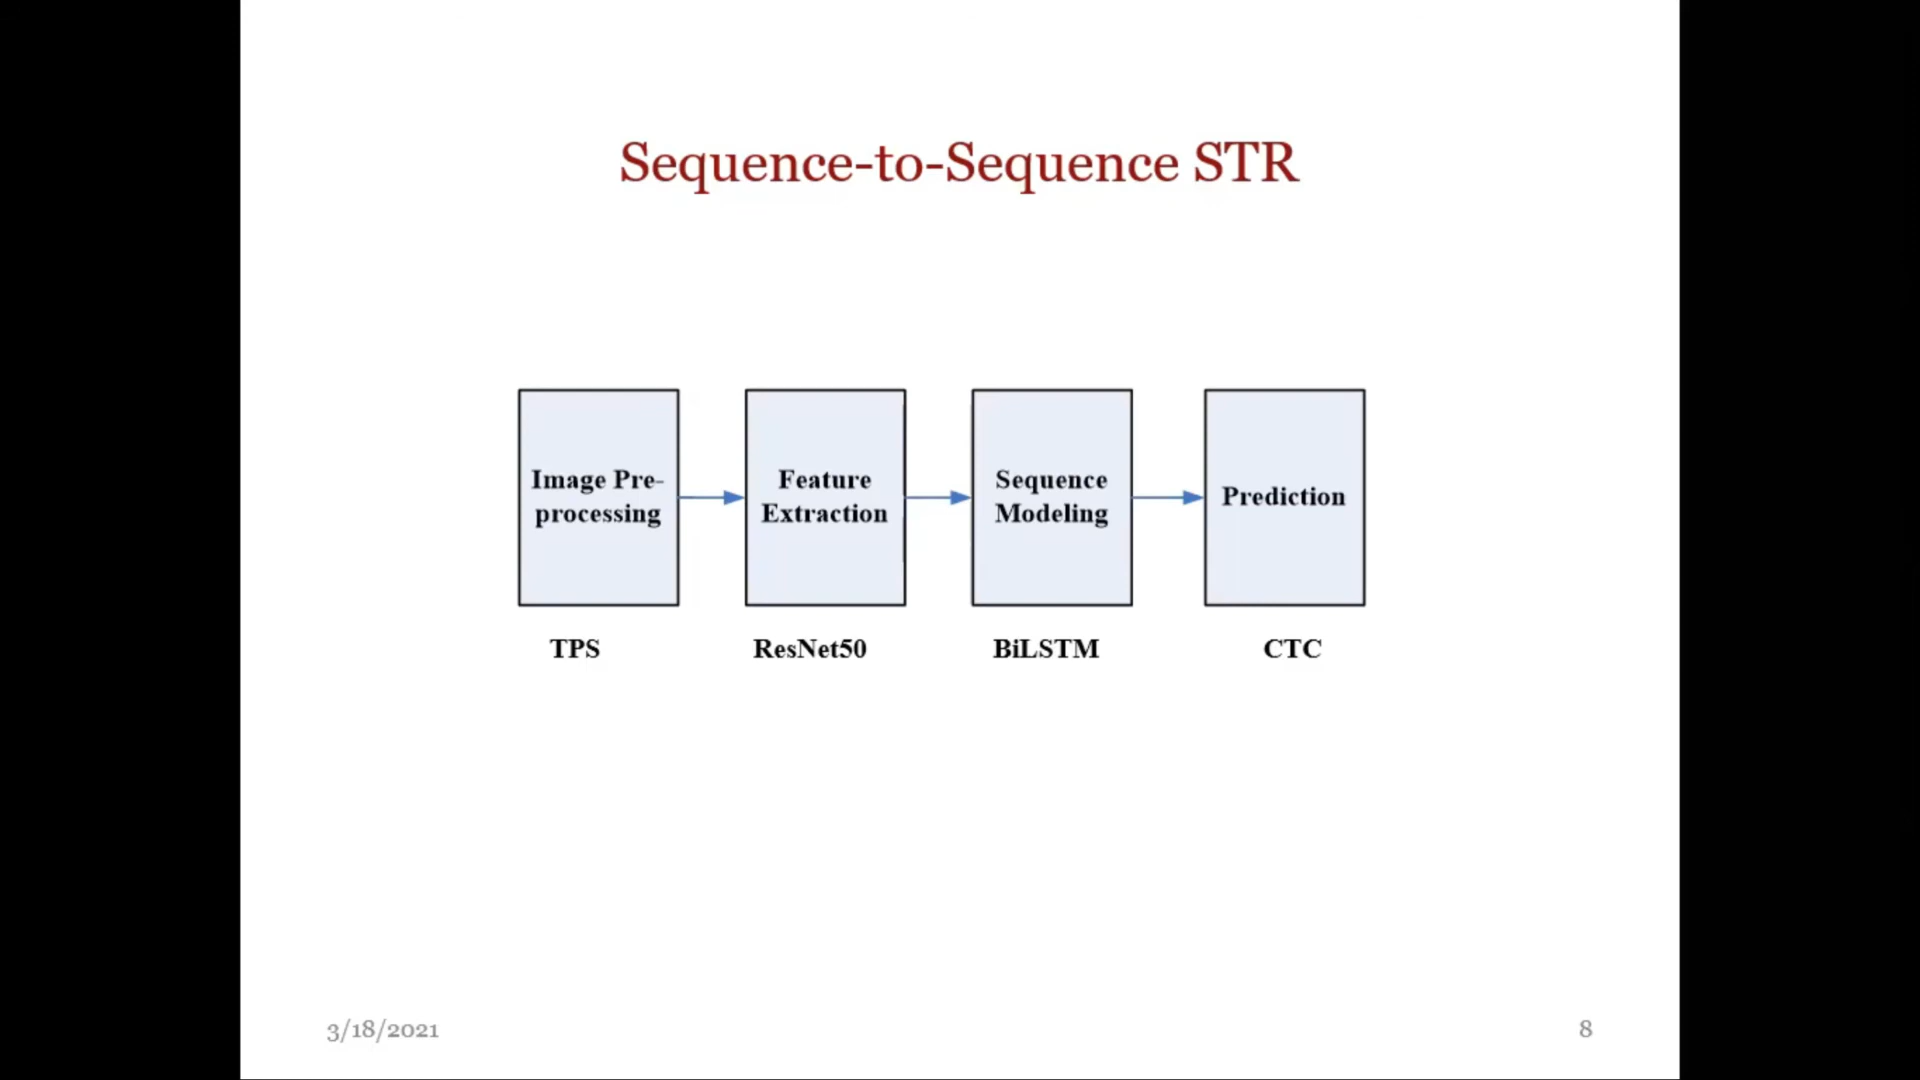 Sequence-to-Sequence STR
Image Pre-
processing
Feature
Extraction
Sequence
Modeling
Prediction
TPS
ResNet50
BiLSTM
CTC
3/18/2021
8